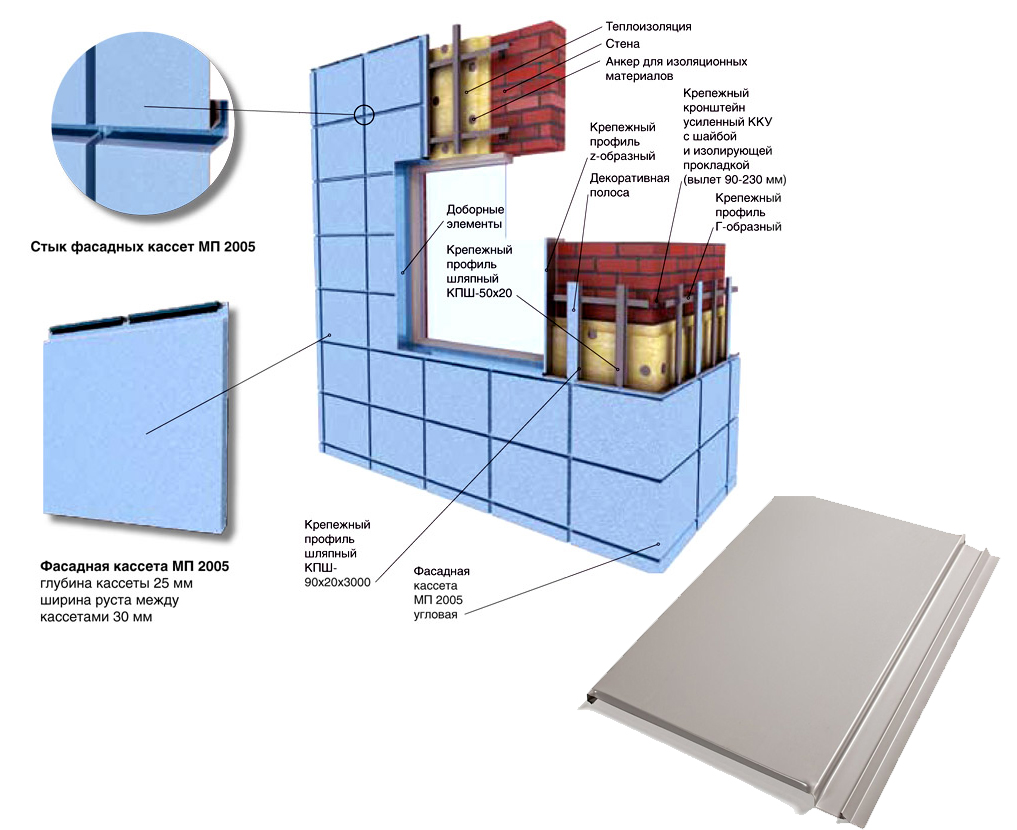 Теплоизоляция
Стена
Анкер для изоляционных
материалов
Крепежный
кронштейн
усиленный ККУ
с шайбой
и изолирующей
прокладкой
(вылет 90-230 мм)
Крепежный
профиль
z-образный
Декоративная
полоса
Крепежный
профиль
Г-образный
Доборные
элементы
Крепежный
профиль
шляпный
КПШ-50х20
Стык фасадных кассет МП 2005
Фасадная кассета МП 2005
глубина кассеты 25 мм
ширина руста между
кассетами 30 мм
Крепежный
профиль
шляпный
КПШ-
90х20х3000
Фасадная
кассета
МП 2005
угловая